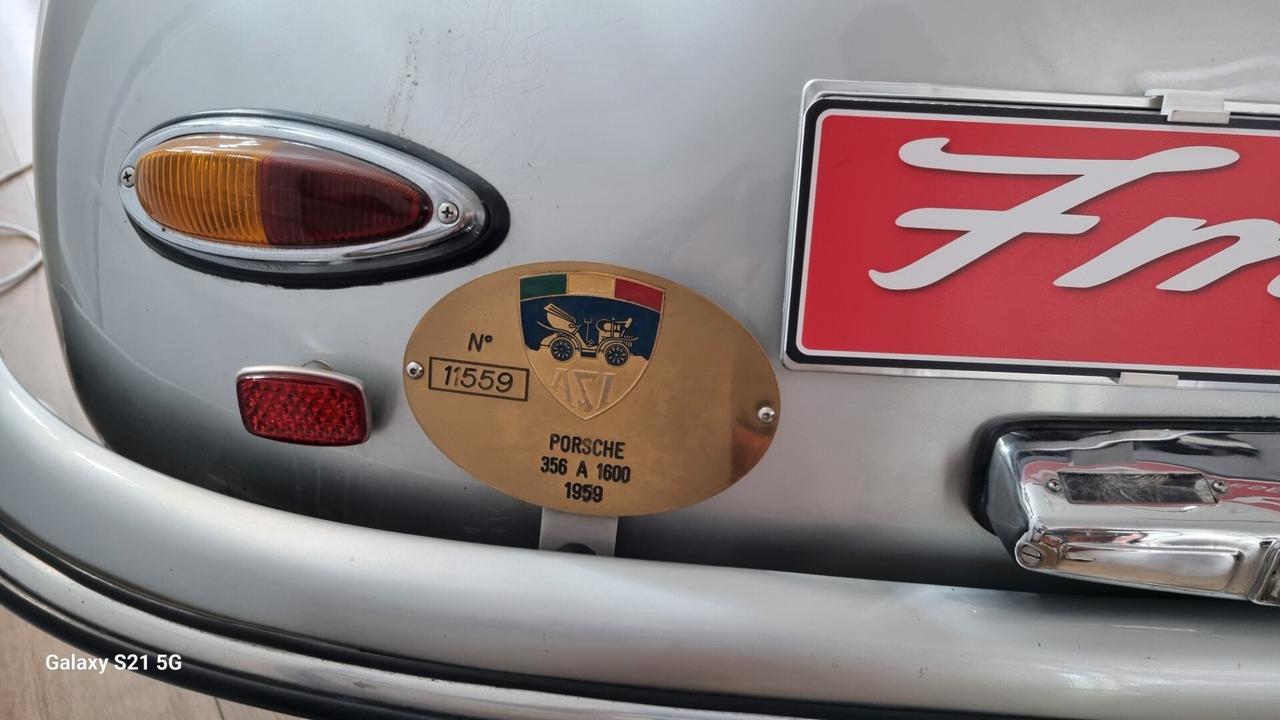 Fm
N°
11559
ASI
PORSCHE
356 A 1600
1959
Galaxy S21 5G